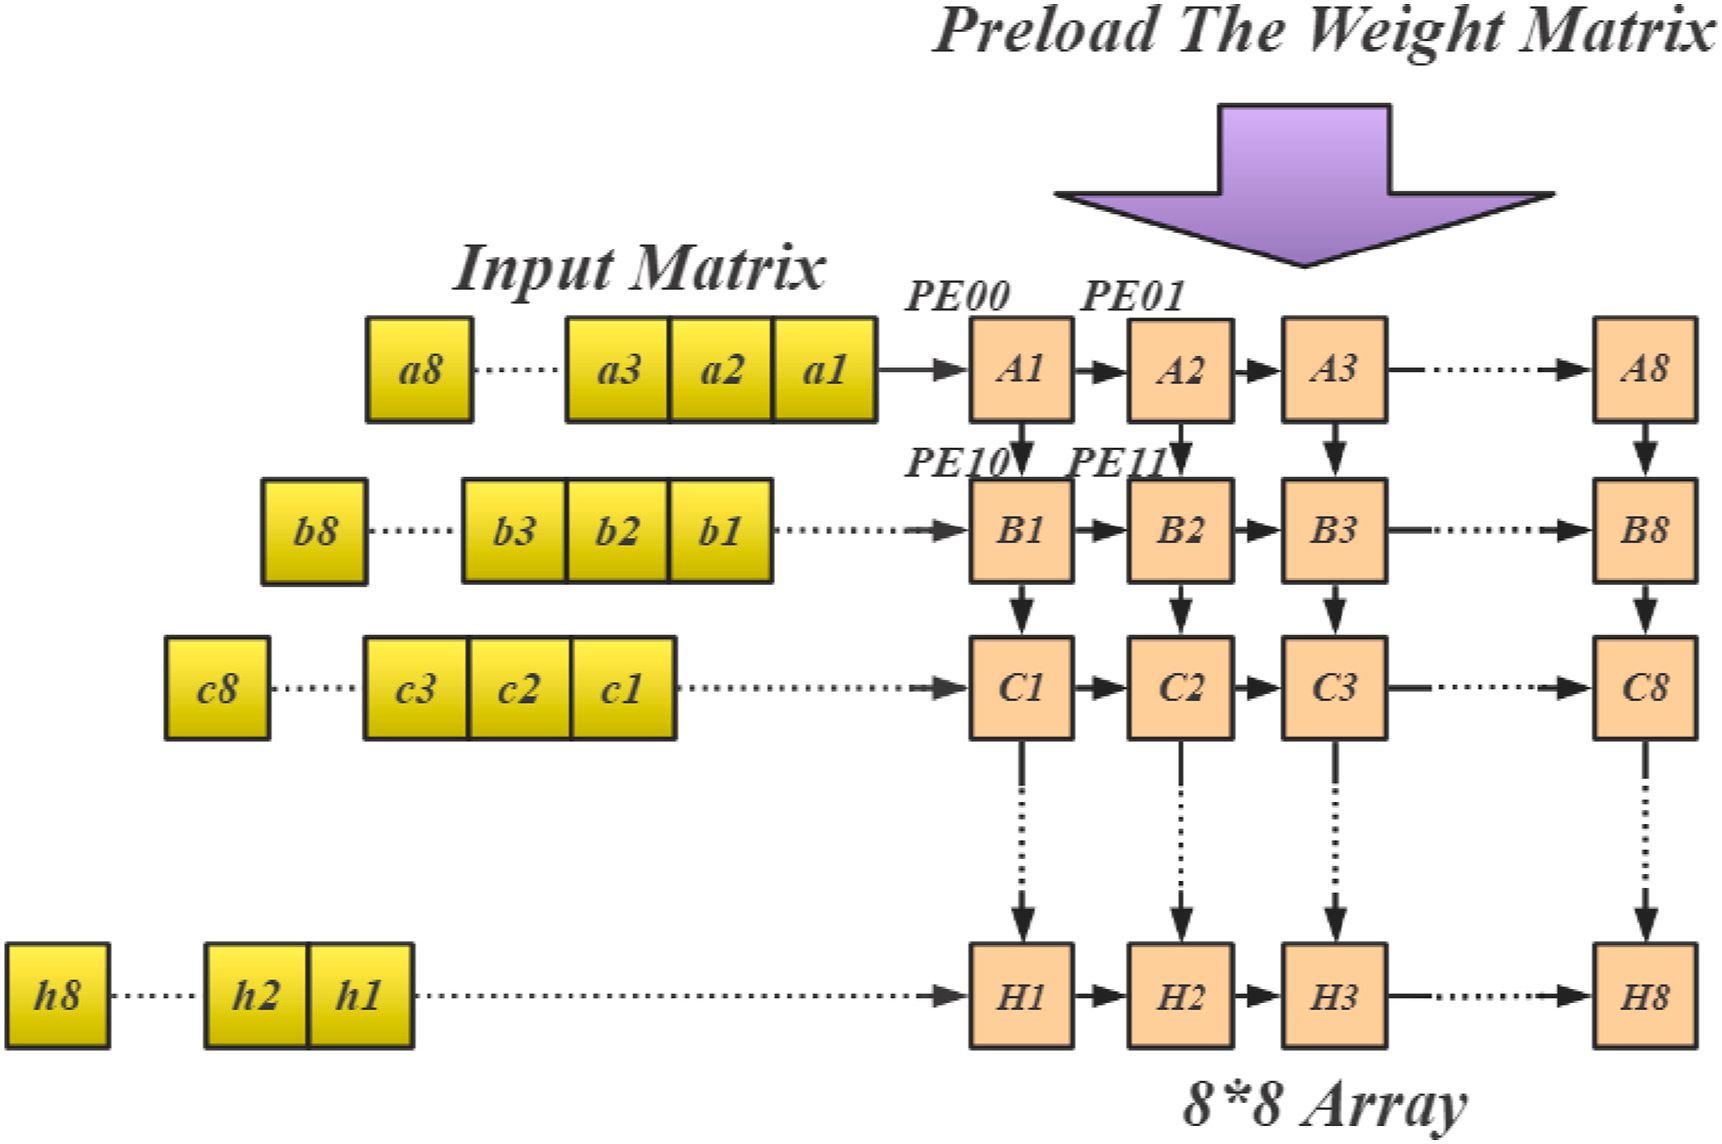 Preload The Weight Matrix
Input Matrix
PE00 PE01
a8 a3 a2 a1 A1 A2 A3 A8
PE10 PE11
b8 b3 b2 b1 B1 B2 B3 B8
c8 c3 c2 c1 C1 C2 C3 C8
h8 h2 h1 H1 H2 H3 H8
8*8 Array